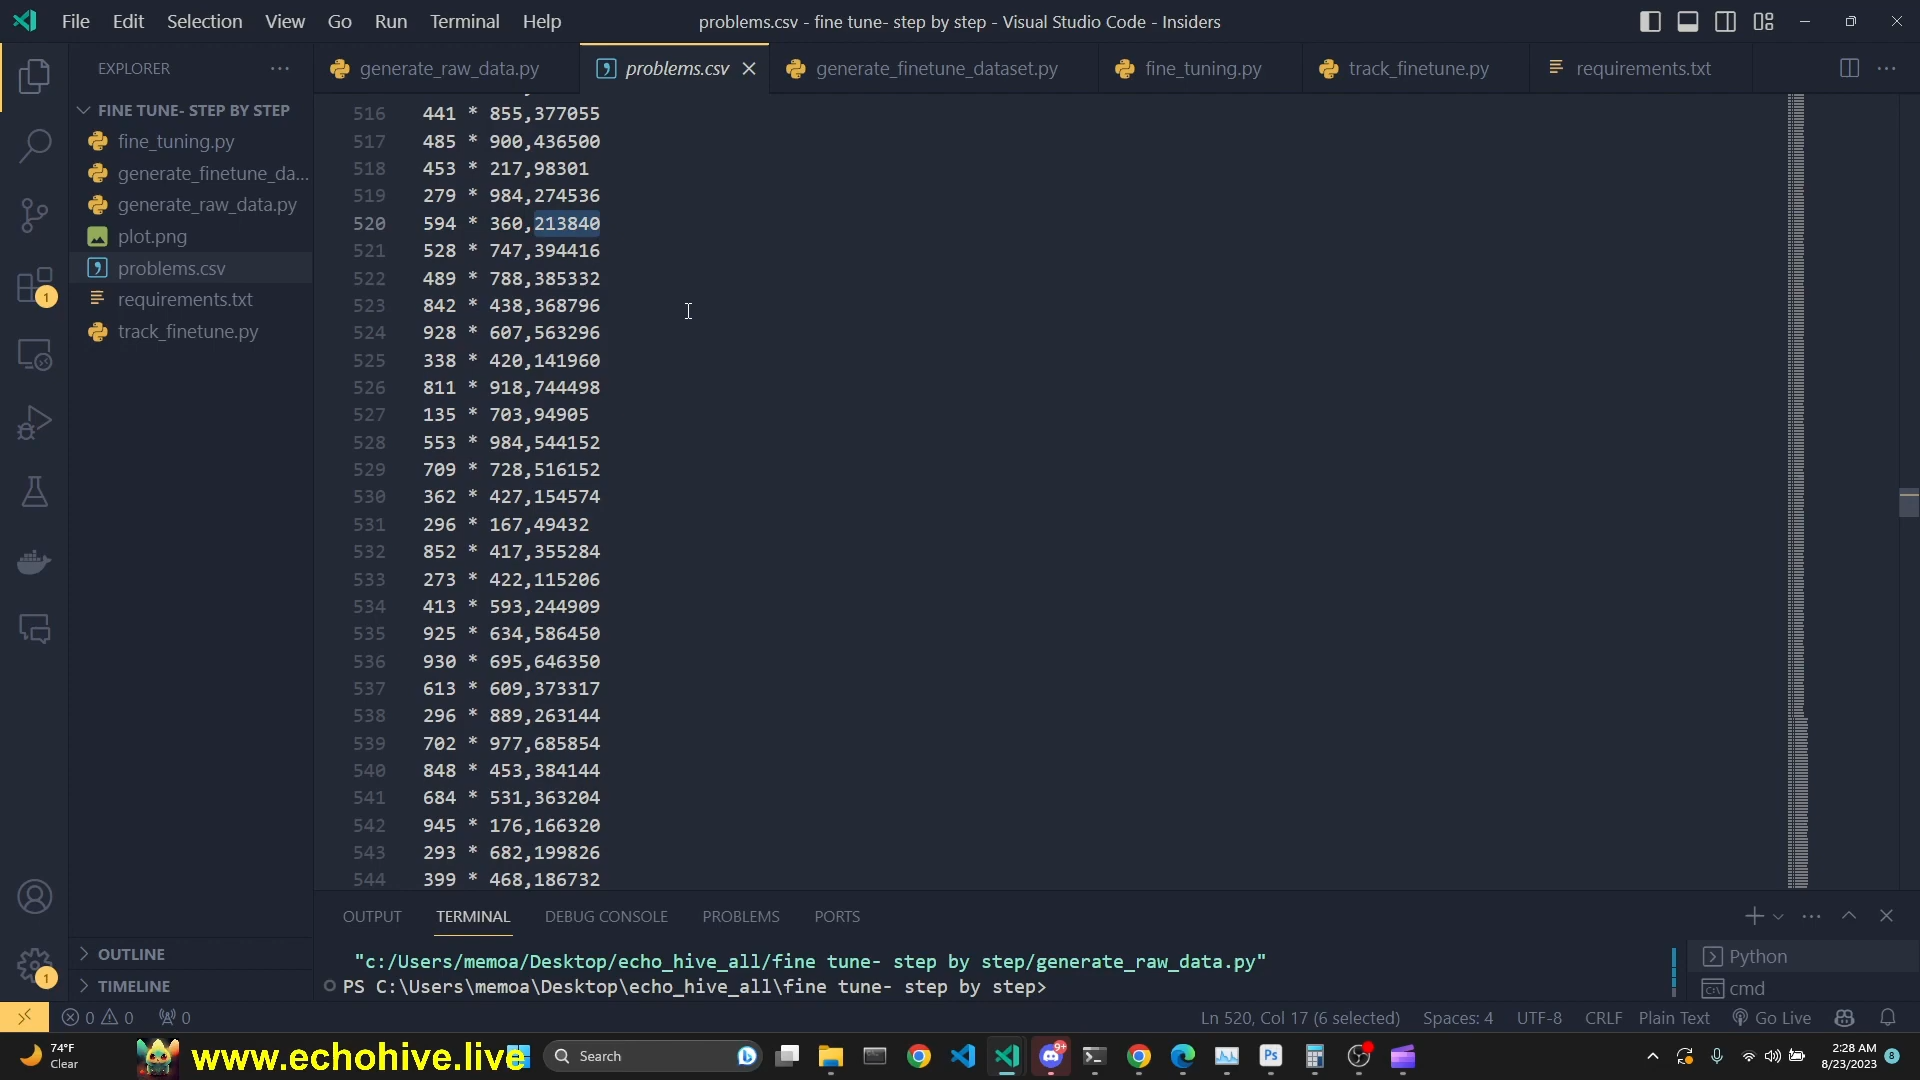 File Edit Selection View Go Run Terminal Help
problems.csv - fine tune- step by step - Visual Studio Code - Insiders
EXPLORER
generate_raw_data.py
problems.csv
generate_finetune_dataset.py
fine_tuning.py
track_finetune.py
requirements.txt
FINE TUNE- STEP BY STEP
fine_tuning.py
generate_finetune_da...
generate_raw_data.py
plot.png
problems.csv
requirements.txt
track_finetune.py
OUTLINE
TIMELINE
1
1
516 441 * 855,377055
517 485 * 900,436500
518 453 * 217,98301
519 279 * 984,274536
520 594 * 360,213840
521 528 * 747,394416
522 489 * 788,385332
523 842 * 438,368796
524 928 * 607,563296
525 338 * 420,141960
526 811 * 918,744498
527 135 * 703,94905
528 553 * 984,544152
529 709 * 728,516152
530 362 * 427,154574
531 296 * 167,49432
532 852 * 417,355284
533 273 * 422,115206
534 413 * 593,244909
535 925 * 634,586450
536 930 * 695,646350
537 613 * 609,373317
538 296 * 889,263144
539 702 * 977,685854
540 848 * 453,384144
541 684 * 531,363204
542 945 * 176,166320
543 293 * 682,199826
544 399 * 468,186732
OUTPUT TERMINAL DEBUG CONSOLE PROBLEMS PORTS
"c:/Users/memoa/Desktop/echo_hive_all/fine tune- step by step/generate_raw_data.py"
PS C:\Users\memoa\Desktop\echo_hive_all\fine tune- step by step>
Python
cmd
0 0 0
Ln 520, Col 17 (6 selected) Spaces: 4 UTF-8 CRLF Plain Text Go Live
74°F
Clear
www.echohive.live
Search
9+
Ps
2:28 AM
8/23/2023
8